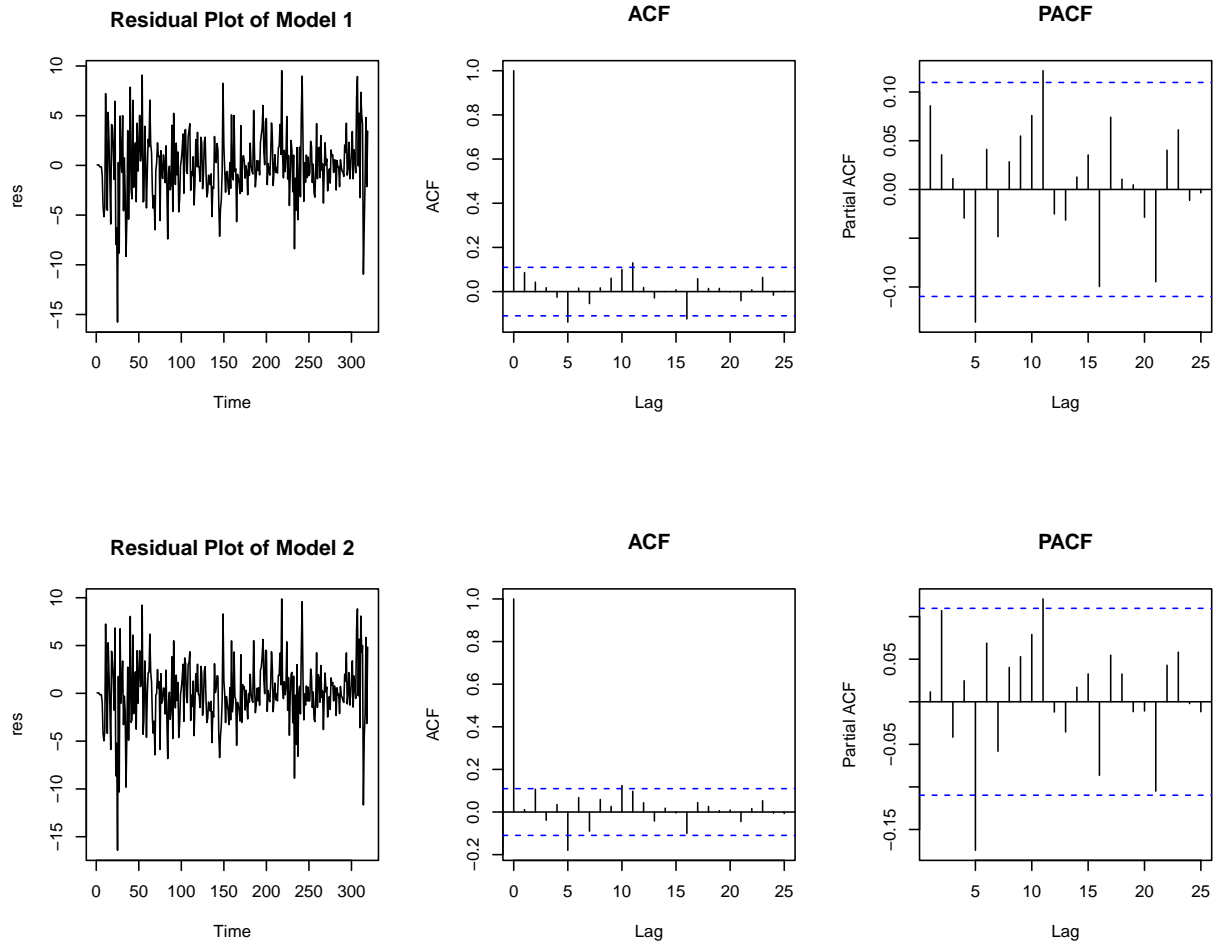 Residual Plot of Model 1
res
10
5
0
−5
−10
−15
0 50 100 150 200 250 300
Time
ACF
ACF
1.0
0.8
0.6
0.4
0.2
0.0
0 5 10 15 20 25
Lag
PACF
Partial ACF
0.10
0.05
0.00
−0.10
5 10 15 20 25
Lag
Residual Plot of Model 2
res
10
5
0
−5
−10
−15
0 50 100 150 200 250 300
Time
ACF
ACF
1.0
0.8
0.6
0.4
0.2
0.0
−0.2
0 5 10 15 20 25
Lag
PACF
Partial ACF
0.05
−0.05
−0.15
5 10 15 20 25
Lag